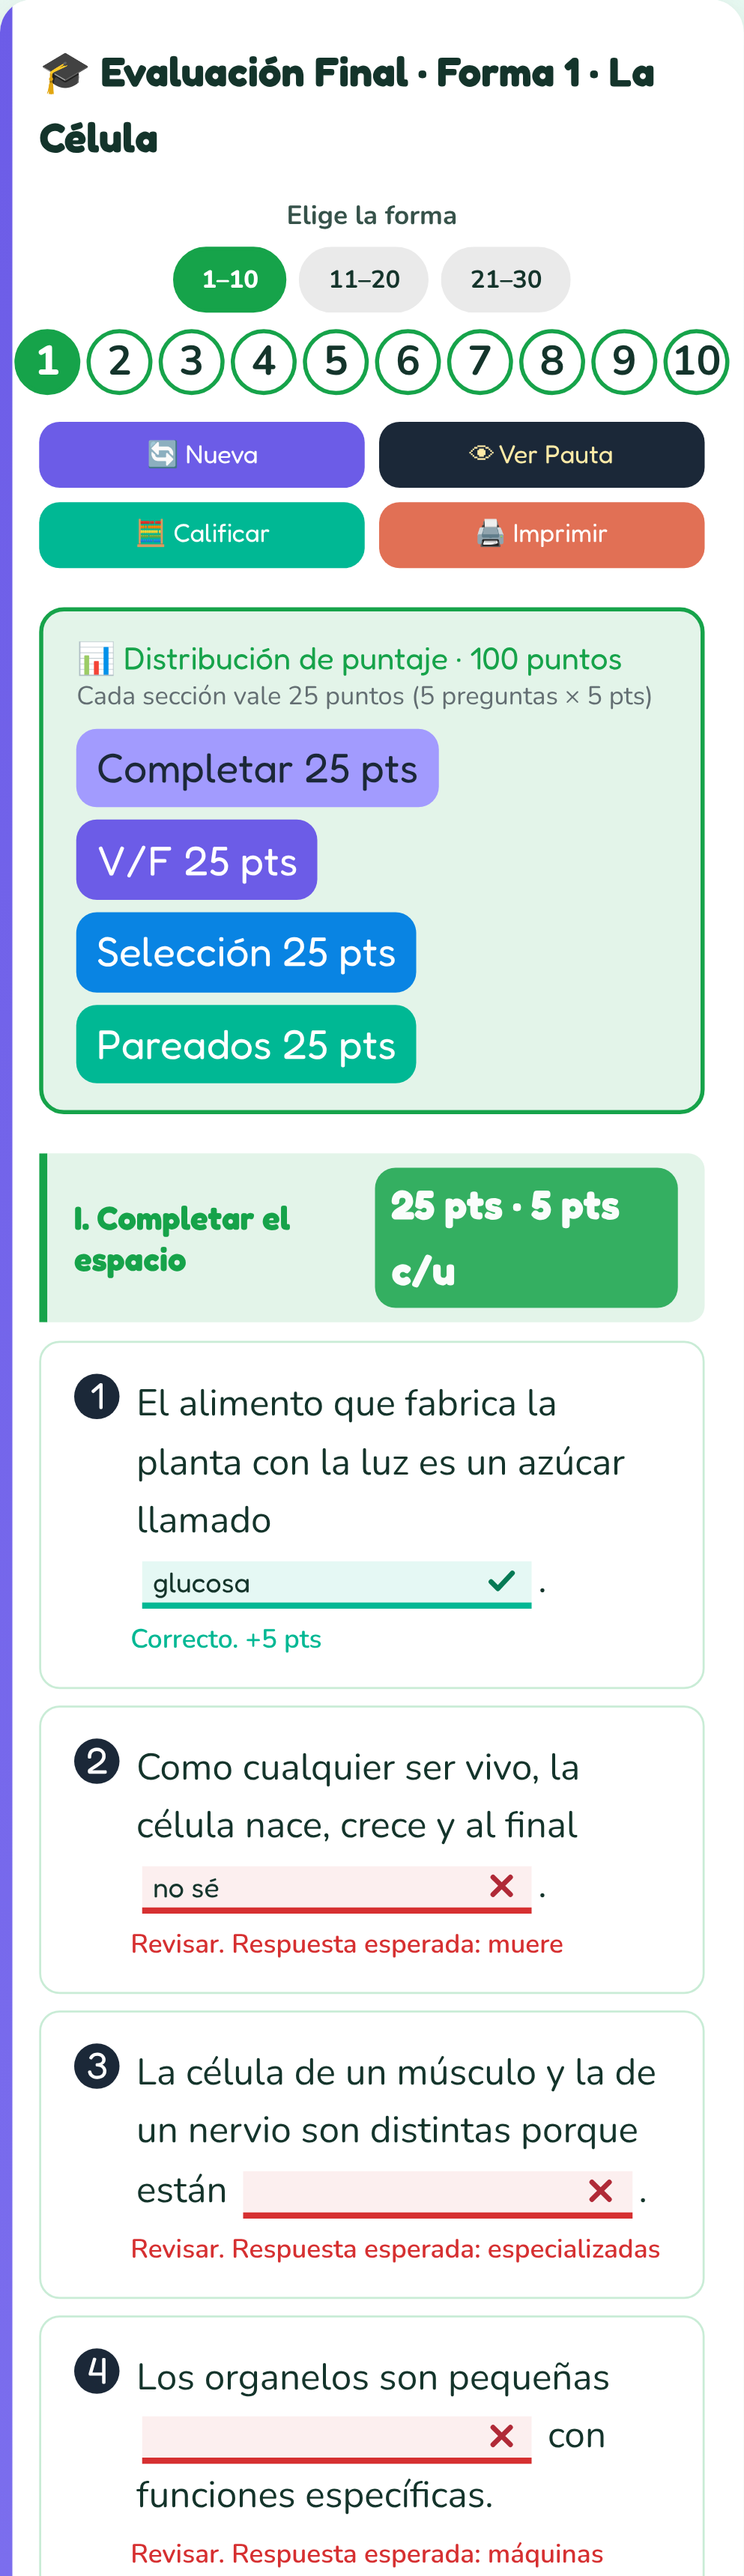 🎓 Evaluación Final · Forma 1 · La
Célula
Elige la forma
1–10 11–20 21–30
1 2 3 4 5 6 7 8 9 10
🔄 Nueva
👁 Ver Pauta
🧮 Calificar
🖨️ Imprimir
📊 Distribución de puntaje · 100 puntos
Cada sección vale 25 puntos (5 preguntas × 5 pts)
Completar 25 pts
V/F 25 pts
Selección 25 pts
Pareados 25 pts
I. Completar el
espacio
25 pts · 5 pts
c/u
1 El alimento que fabrica la
planta con la luz es un azúcar
llamado
glucosa ✓ .
Correcto. +5 pts
2 Como cualquier ser vivo, la
célula nace, crece y al final
no sé ✕ .
Revisar. Respuesta esperada: muere
3 La célula de un músculo y la de
un nervio son distintas porque
están ✕ .
Revisar. Respuesta esperada: especializadas
4 Los organelos son pequeñas
✕ con
funciones específicas.
Revisar. Respuesta esperada: máquinas